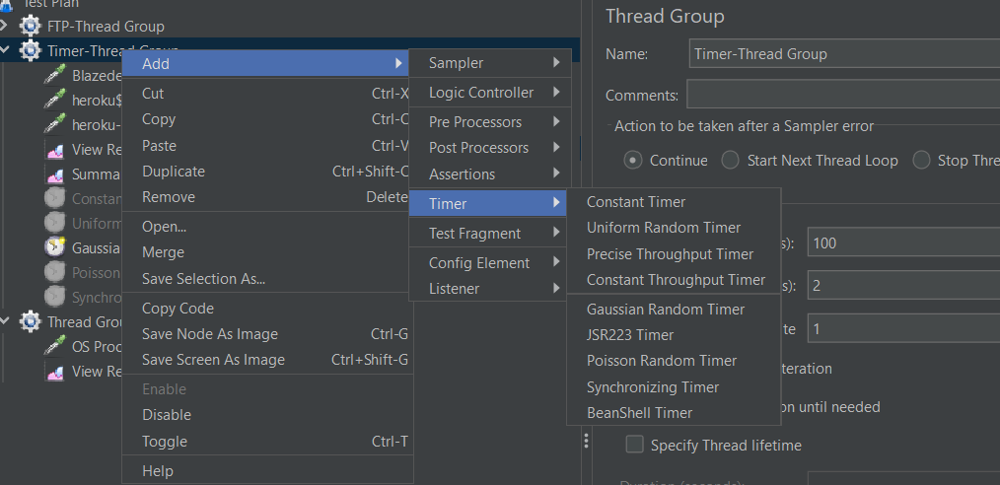 Test Plan
FTP-Thread Group
Timer-Thread Group
Blazede
heroku$
heroku-
View Re
Summa
Constan
Uniform
Gaussia
Poisson
Synchro
Thread Grou
OS Proc
View Re
Add
Cut Ctrl-X
Copy Ctrl-C
Paste Ctrl-V
Duplicate Ctrl+Shift-C
Remove Delete
Open...
Merge
Save Selection As...
Copy Code
Save Node As Image Ctrl-G
Save Screen As Image Ctrl+Shift-G
Enable
Disable
Toggle Ctrl-T
Help
Sampler
Logic Controller
Pre Processors
Post Processors
Assertions
Timer
Test Fragment
Config Element
Listener
Constant Timer
Uniform Random Timer
Precise Throughput Timer
Constant Throughput Timer
Gaussian Random Timer
JSR223 Timer
Poisson Random Timer
Synchronizing Timer
BeanShell Timer
Thread Group
Name: Timer-Thread Group
Comments:
Action to be taken after a Sampler error
Continue Start Next Thread Loop Stop Thre
s): 100
s): 2
te 1
iteration
on until needed
Specify Thread lifetime
Duration (seconds):